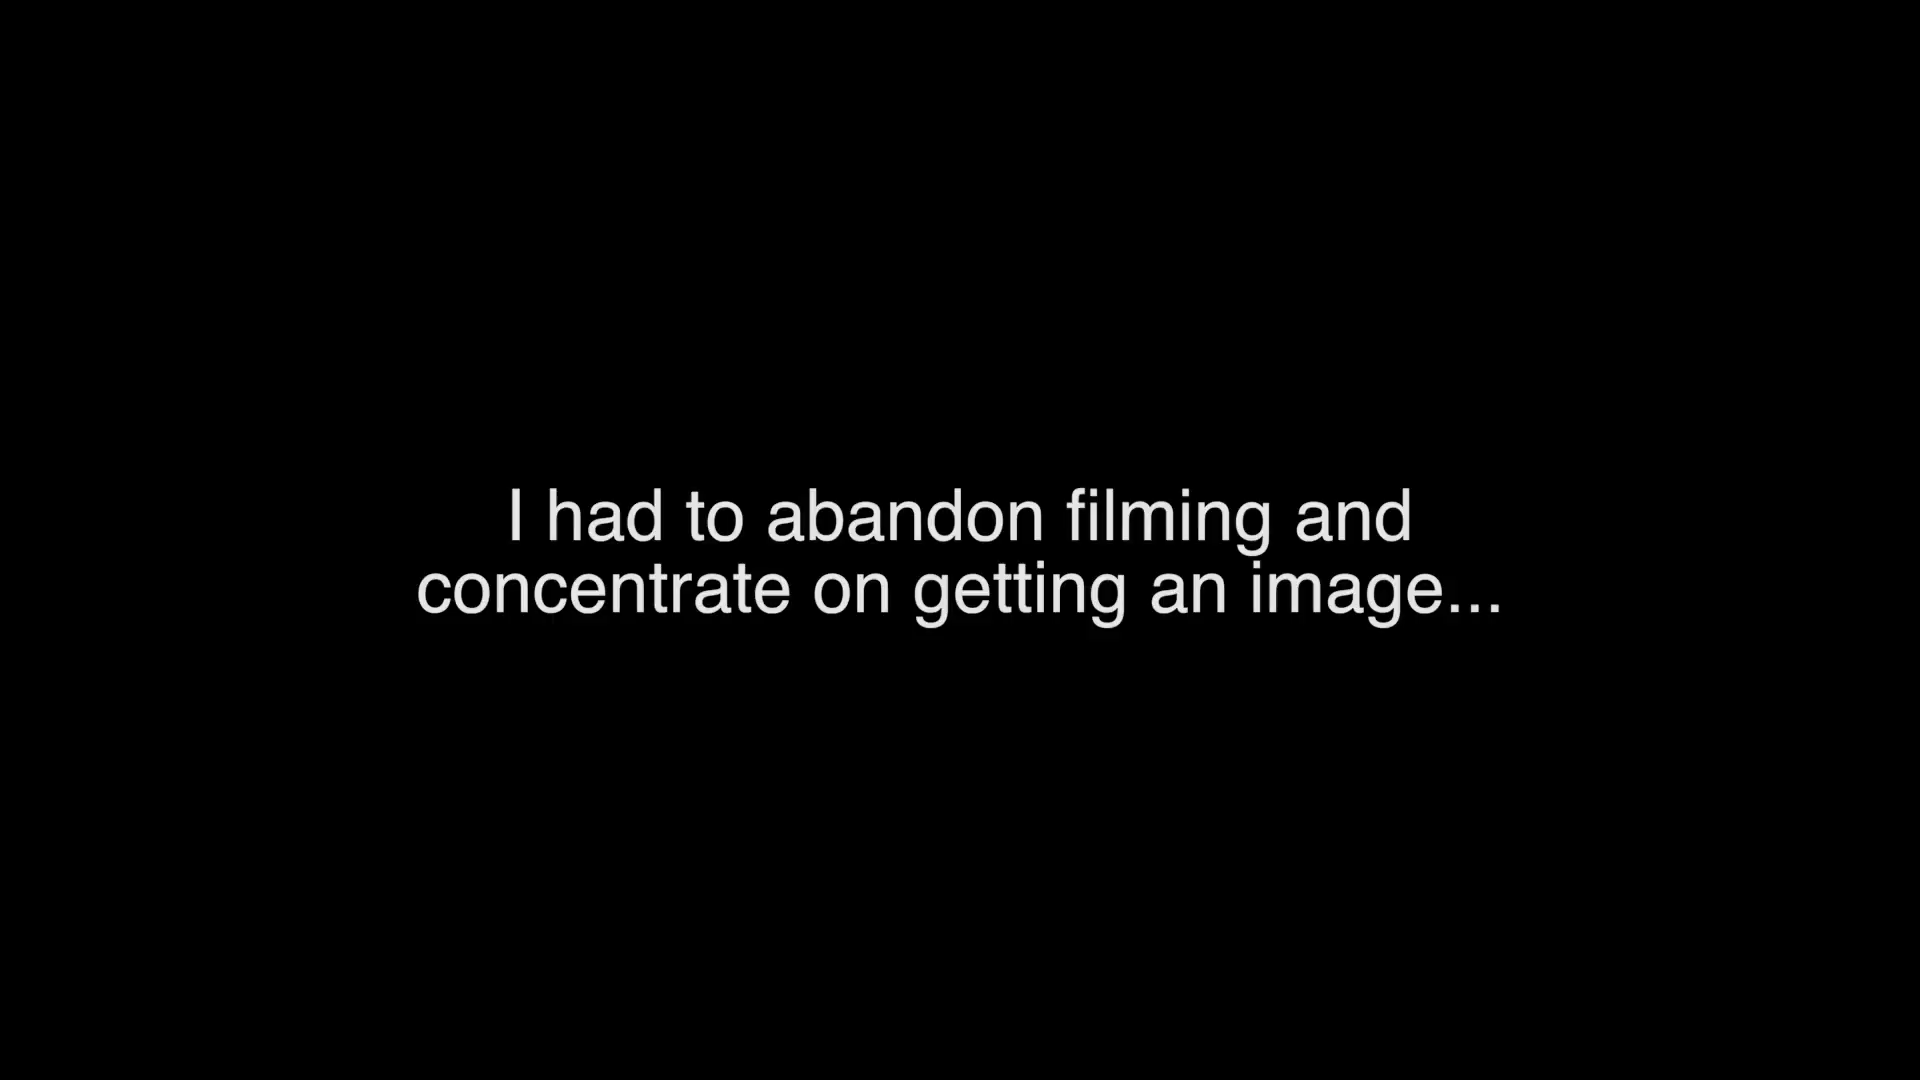 I had to abandon filming and
concentrate on getting an image...